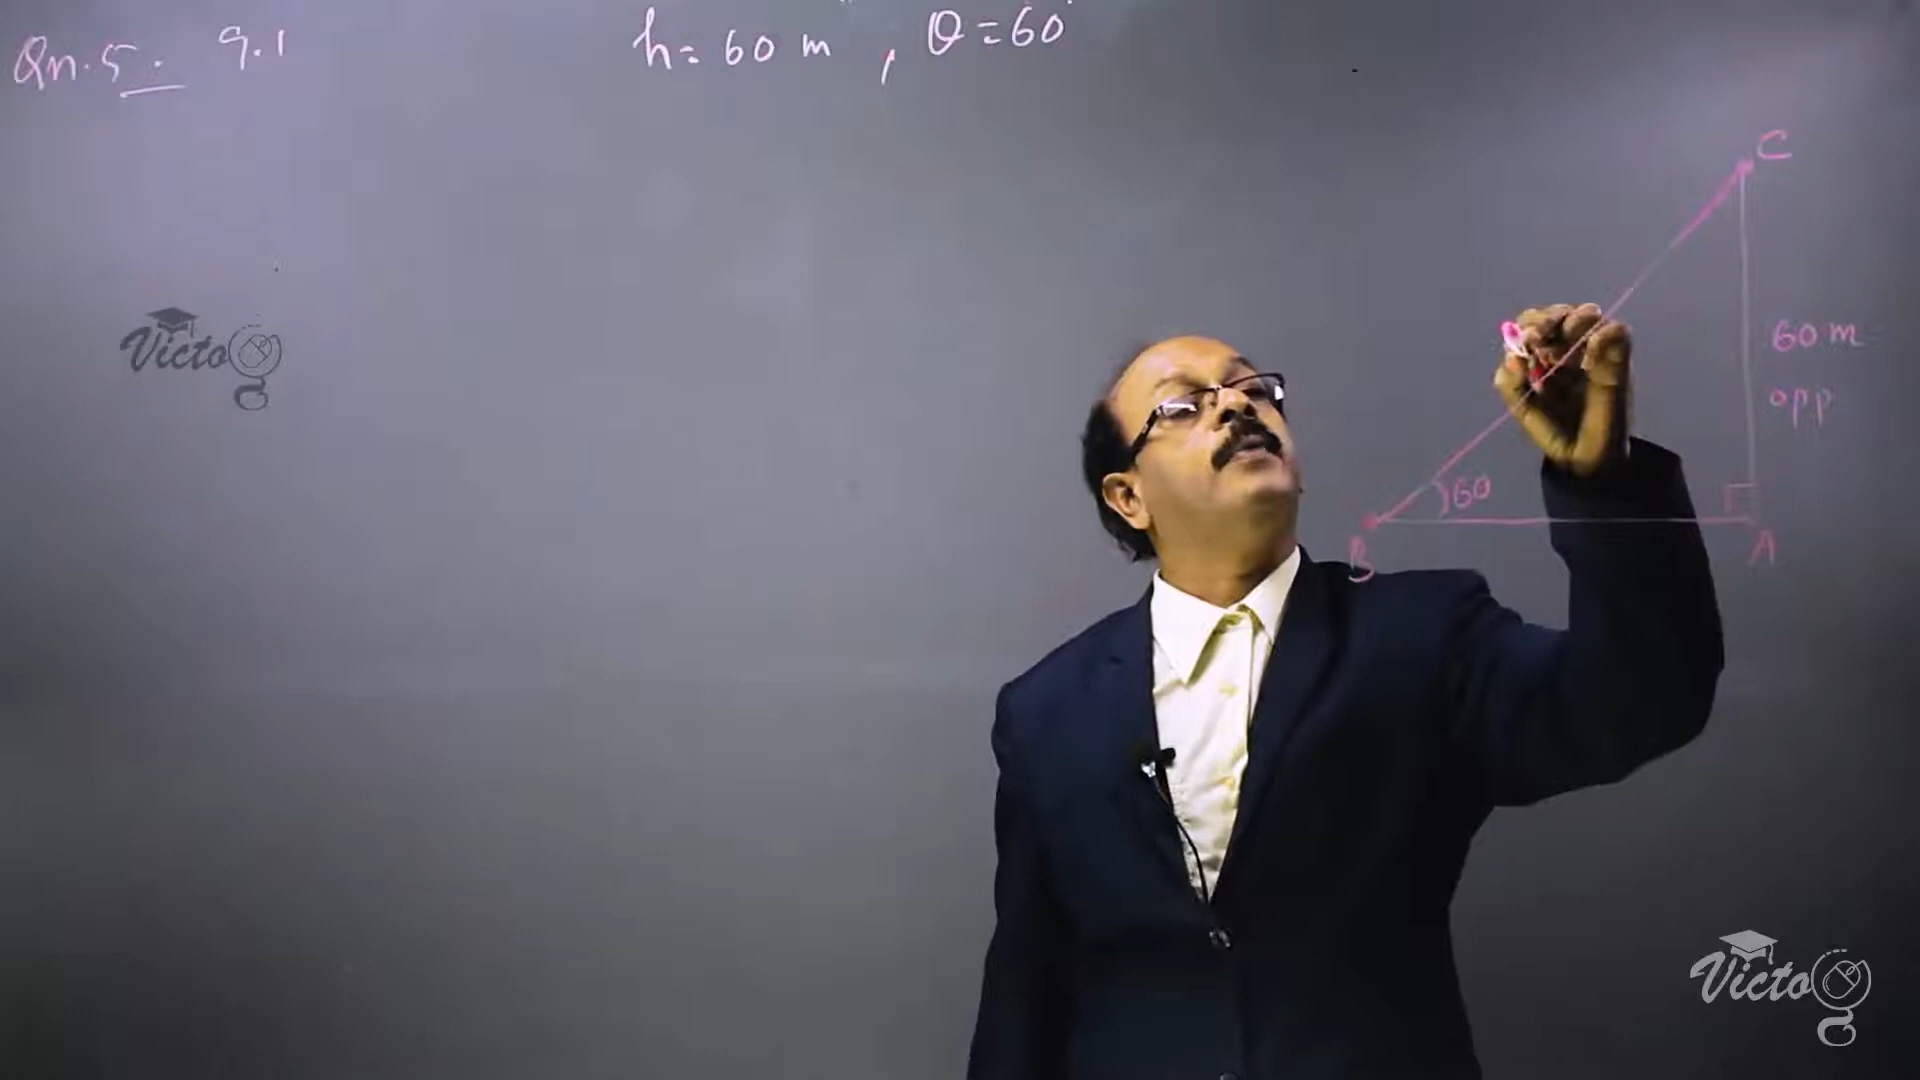 Qn.5. 9.1
h = 60 m, θ = 60°
C
60 m
opp
60
B
A
Victo
Victo